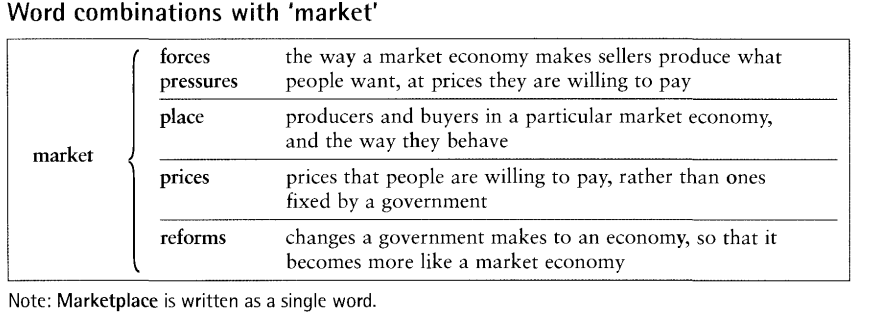 Word combinations with 'market'
forces the way a market economy makes sellers produce what
pressures people want, at prices they are willing to pay
place producers and buyers in a particular market economy,
and the way they behave
market
prices prices that people are willing to pay, rather than ones
fixed by a government
reforms changes a government makes to an economy, so that it
becomes more like a market economy
Note: Marketplace is written as a single word.